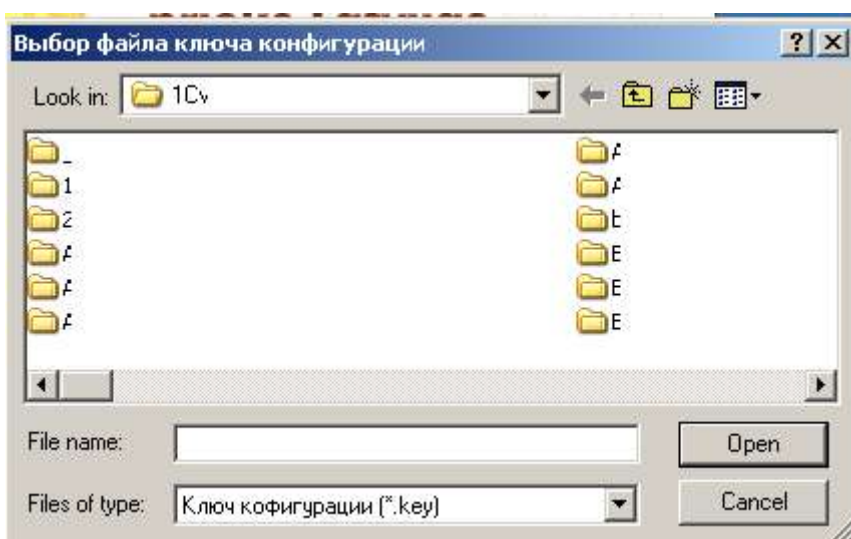 Выбор файла ключа конфигурации
Look in: 1Cv
_
1
2
File name:
Open
Files of type: Ключ кофигурации (*.key)
Cancel